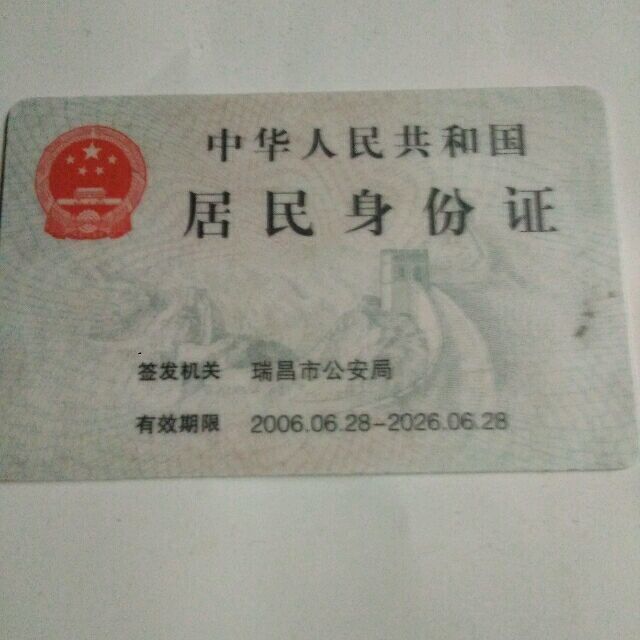 中华人民共和国
居民身份证
签发机关 瑞昌市公安局
有效期限 2006.06.28-2026.06.28